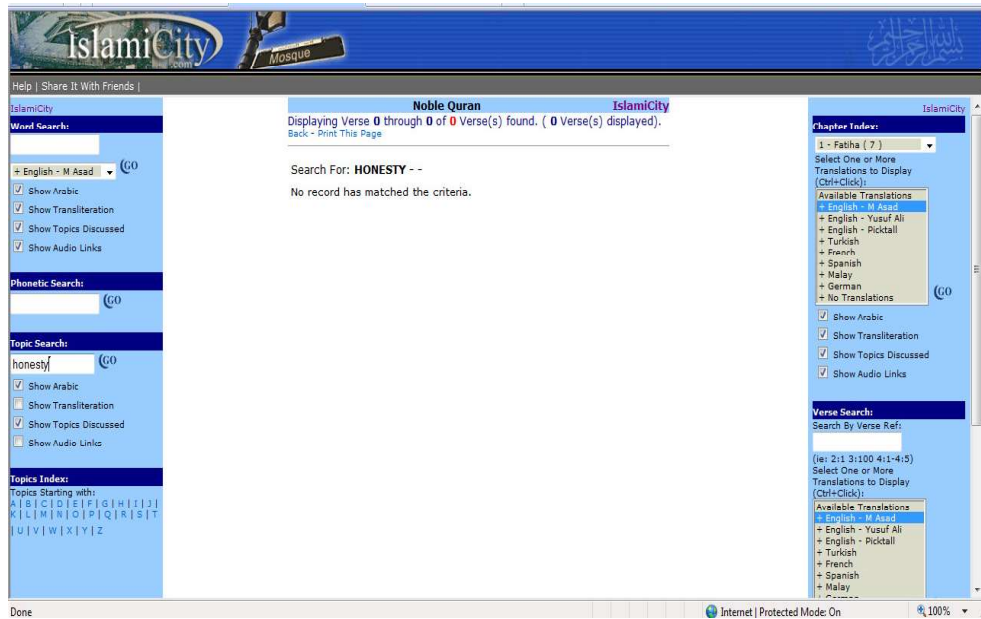 IslamiCity
.com
Mosque
Help | Share It With Friends |
IslamiCity
Word Search:
+ English - M Asad
GO
Show Arabic
Show Transliteration
Show Topics Discussed
Show Audio Links
Phonetic Search:
GO
Topic Search:
honesty
GO
Show Arabic
Show Transliteration
Show Topics Discussed
Show Audio Links
Topics Index:
Topics Starting with:
A | B | C | D | E | F | G | H | I | J |
K | L | M | N | O | P | Q | R | S | T
| U | V | W | X | Y | Z
Noble Quran
IslamiCity
Displaying Verse 0 through 0 of 0 Verse(s) found. ( 0 Verse(s) displayed).
Back - Print This Page
Search For: HONESTY - -
No record has matched the criteria.
IslamiCity
Chapter Index:
1 - Fatiha ( 7 )
Select One or More
Translations to Display
(Ctrl+Click):
Available Translations
+ English - M Asad
+ English - Yusuf Ali
+ English - Picktall
+ Turkish
+ French
+ Spanish
+ Malay
+ German
+ No Translations
GO
Show Arabic
Show Transliteration
Show Topics Discussed
Show Audio Links
Verse Search:
Search By Verse Ref:
(ie: 2:1 3:100 4:1-4:5)
Select One or More
Translations to Display
(Ctrl+Click):
Available Translations
+ English - M Asad
+ English - Yusuf Ali
+ English - Picktall
+ Turkish
+ French
+ Spanish
+ Malay
+ German
Done
Internet | Protected Mode: On
100%